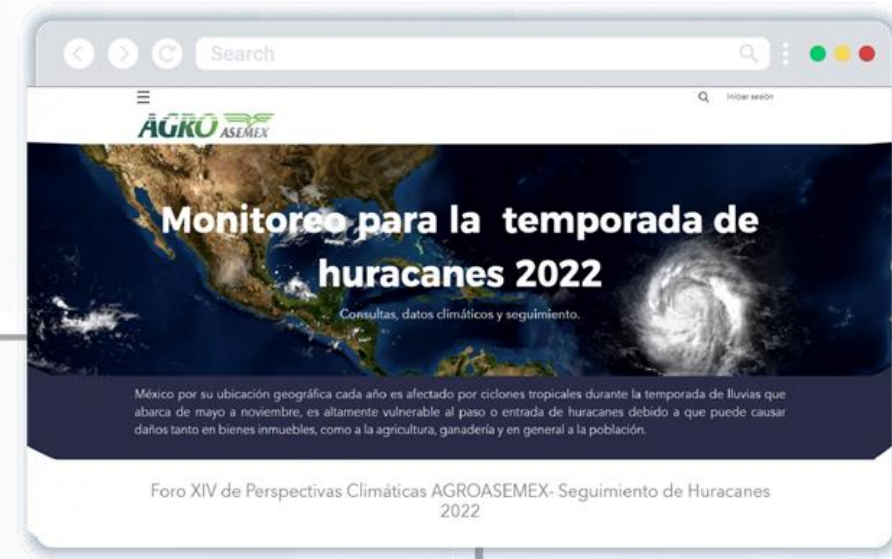 Search
Iniciar sesión
AGRO ASEMEX
Monitoreo para la temporada de
huracanes 2022
Consultas, datos climáticos y seguimiento.
México por su ubicación geográfica cada año es afectado por ciclones tropicales durante la temporada de lluvias que
abarca de mayo a noviembre, es altamente vulnerable al paso o entrada de huracanes debido a que puede causar
daños tanto en bienes inmuebles, como a la agricultura, ganadería y en general a la población.
Foro XIV de Perspectivas Climáticas AGROASEMEX- Seguimiento de Huracanes
2022